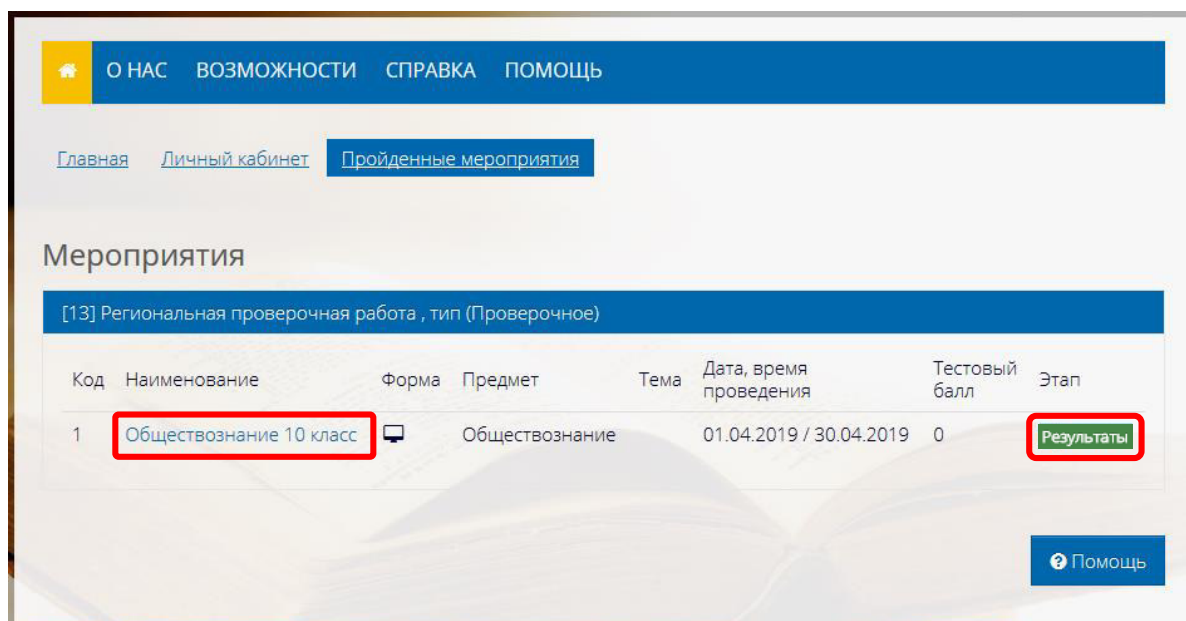 О НАС ВОЗМОЖНОСТИ СПРАВКА ПОМОЩЬ
Главная Личный кабинет Пройденные мероприятия
Мероприятия
[13] Региональная проверочная работа , тип (Проверочное)
Код Наименование Форма Предмет Тема Дата, время проведения Тестовый балл Этап
1 Обществознание 10 класс Обществознание 01.04.2019 / 30.04.2019 0 Результаты
Помощь